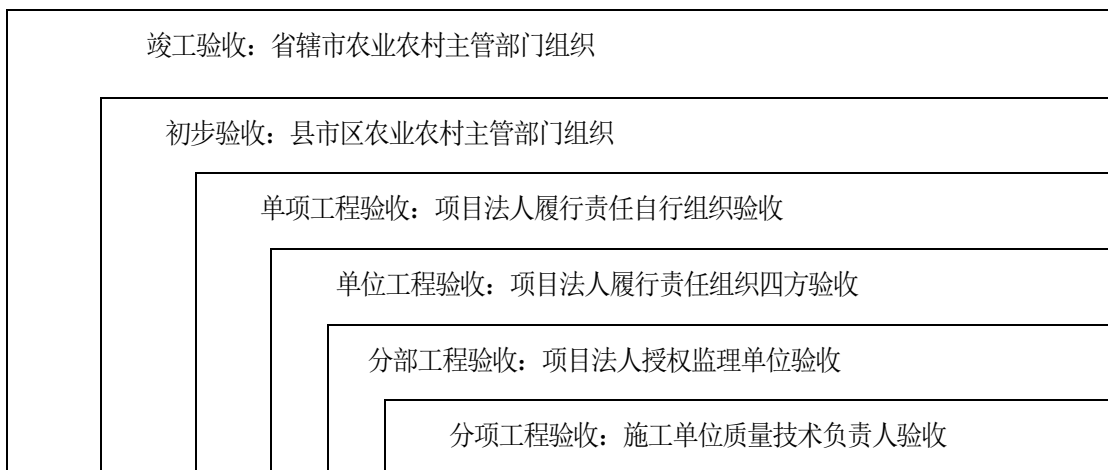 竣工验收：省辖市农业农村主管部门组织
初步验收：县市区农业农村主管部门组织
单项工程验收：项目法人履行责任自行组织验收
单位工程验收：项目法人履行责任组织四方验收
分部工程验收：项目法人授权监理单位验收
分项工程验收：施工单位质量技术负责人验收